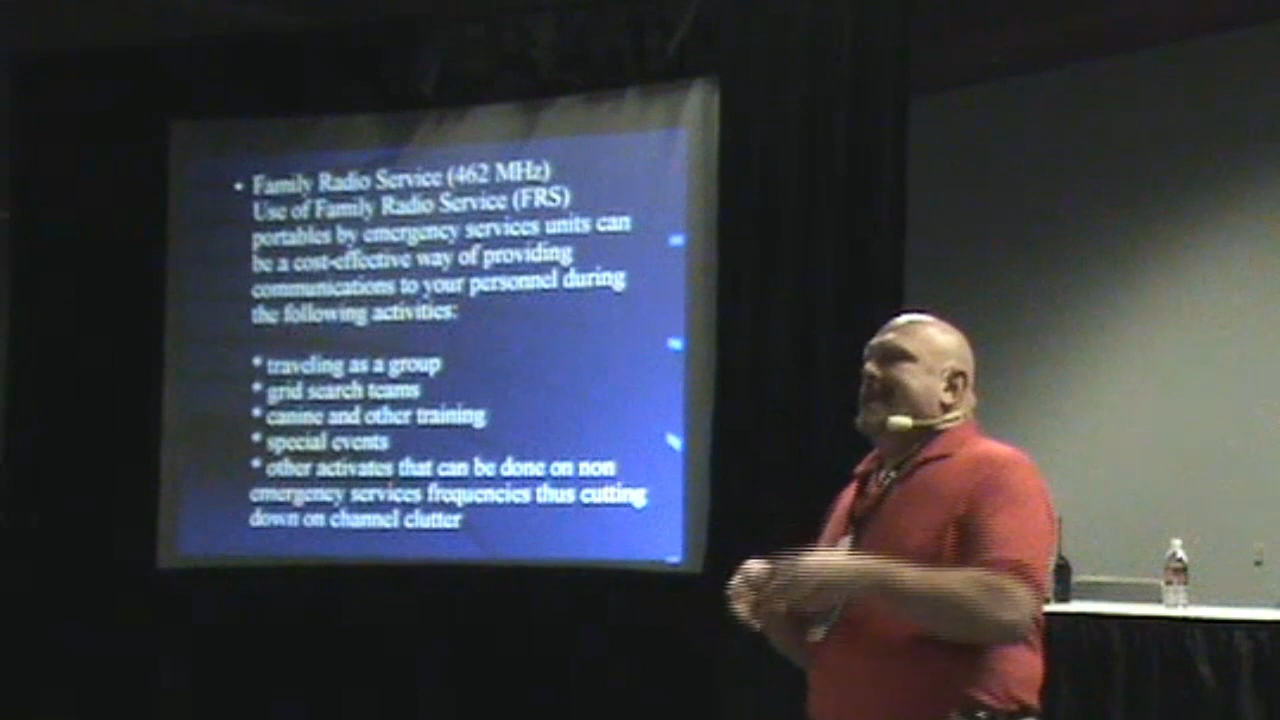 • Family Radio Service (462 MHz)
Use of Family Radio Service (FRS)
portables by emergency services units can
be a cost-effective way of providing
communications to your personnel during
the following activities:
* traveling as a group
* grid search teams
* canine and other training
* special events
* other activates that can be done on non
emergency services frequencies thus cutting
down on channel clutter